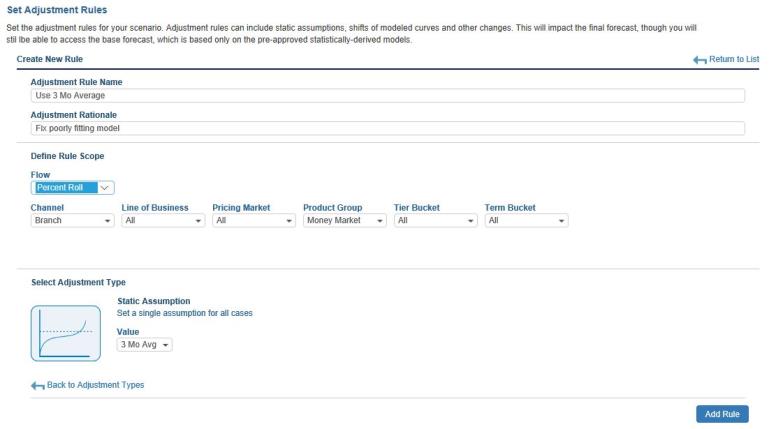 Set Adjustment Rules
Set the adjustment rules for your scenario. Adjustment rules can include static assumptions, shifts of modeled curves and other changes. This will impact the final forecast, though you will
stil lbe able to access the base forecast, which is based only on the pre-approved statistically-derived models.
Create New Rule Return to List
Adjustment Rule Name
Use 3 Mo Average
Adjustment Rationale
Fix poorly fitting model
Define Rule Scope
Flow
Percent Roll
Channel Line of Business Pricing Market Product Group Tier Bucket Term Bucket
Branch All All Money Market All All
Select Adjustment Type
Static Assumption
Set a single assumption for all cases
Value
3 Mo Avg
Back to Adjustment Types
Add Rule